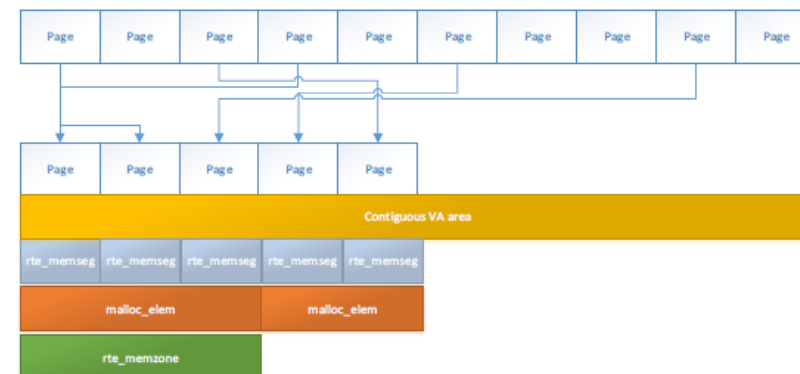 Page Page Page Page Page Page Page Page Page Page
Page Page Page Page Page
Contiguous VA area
rte_memseg rte_memseg rte_memseg rte_memseg rte_memseg
malloc_elem malloc_elem
rte_memzone